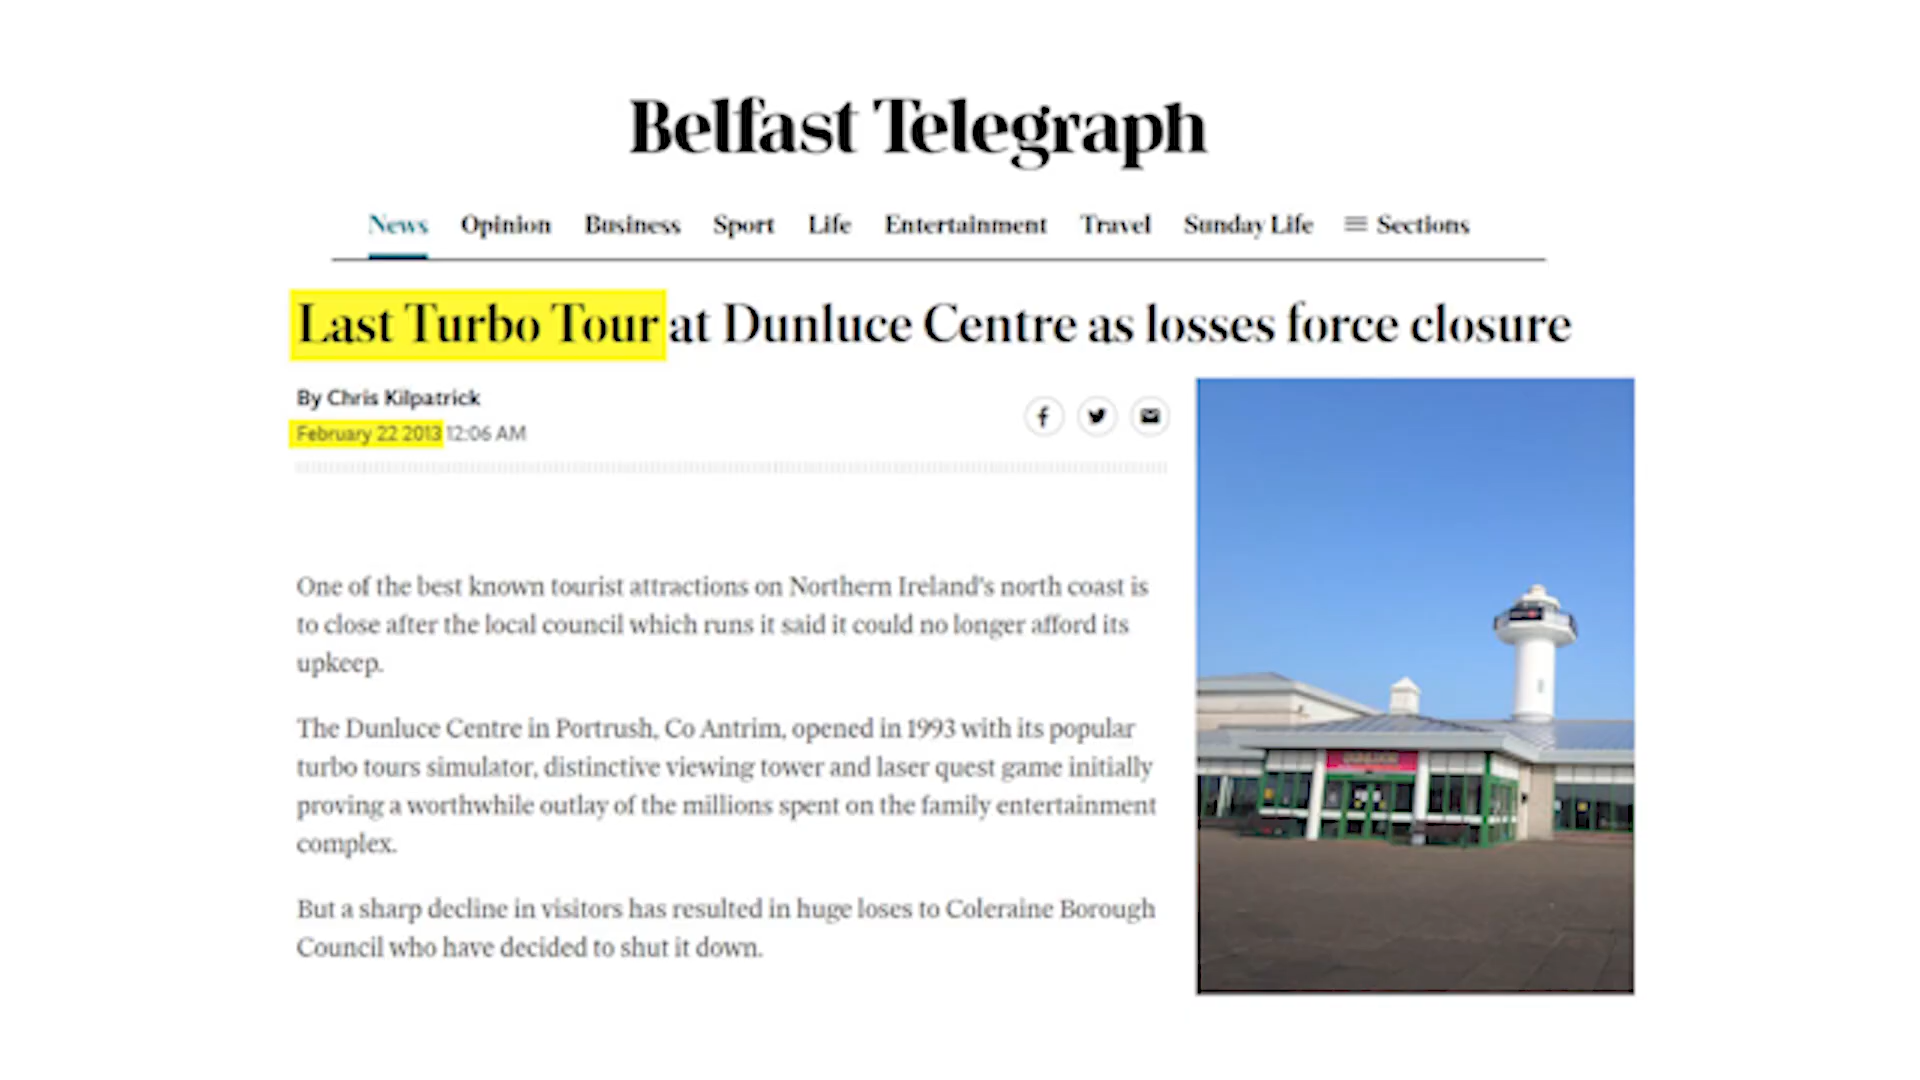 Belfast Telegraph
News Opinion Business Sport Life Entertainment Travel Sunday Life Sections
Last Turbo Tour at Dunluce Centre as losses force closure
By Chris Kilpatrick
February 22 2013 12:06 AM
One of the best known tourist attractions on Northern Ireland's north coast is
to close after the local council which runs it said it could no longer afford its
upkeep.
The Dunluce Centre in Portrush, Co Antrim, opened in 1993 with its popular
turbo tours simulator, distinctive viewing tower and laser quest game initially
proving a worthwhile outlay of the millions spent on the family entertainment
complex.
But a sharp decline in visitors has resulted in huge loses to Coleraine Borough
Council who have decided to shut it down.